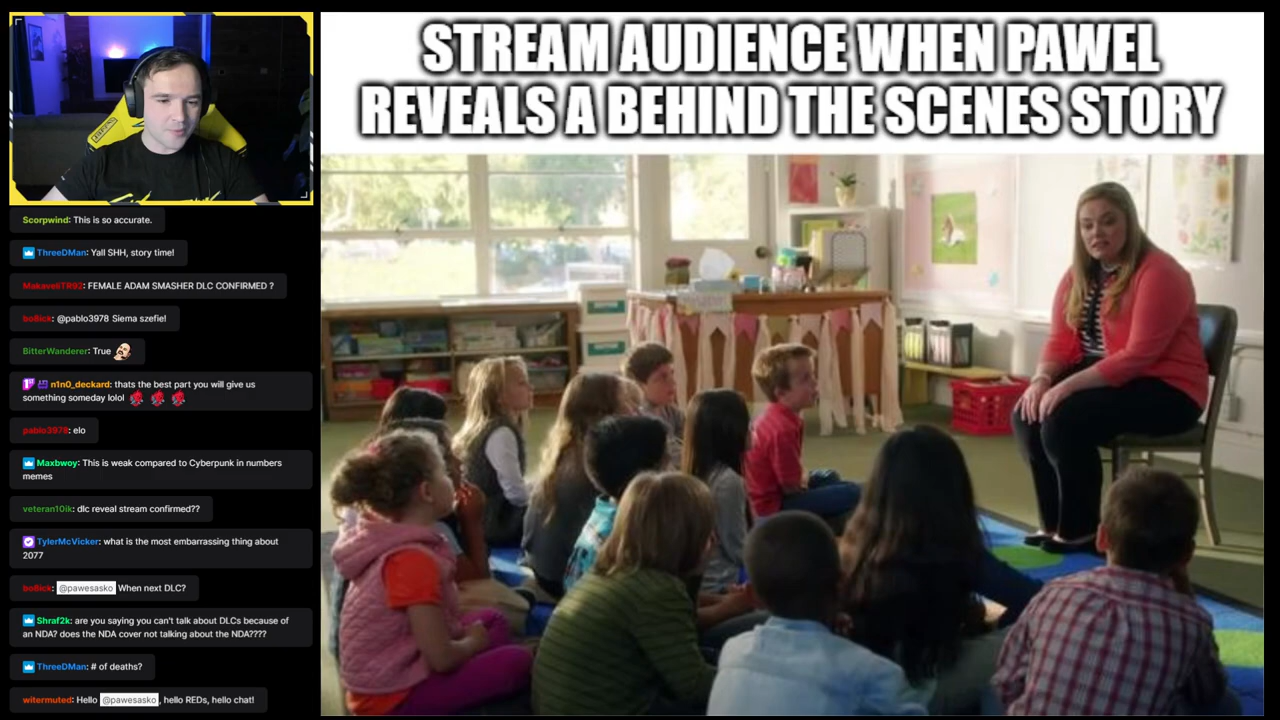 STREAM AUDIENCE WHEN PAWEL
REVEALS A BEHIND THE SCENES STORY
Scorpwind: This is so accurate.
ThreeDMan: Yall SHH, story time!
MakaveliTR92: FEMALE ADAM SMASHER DLC CONFIRMED ?
bollick: @pablo3978 Siema szefie!
BitterWanderer: True
n1n0_deckard: thats the best part you will give us
something someday lolol
pablo3978: elo
Maxbwoy: This is weak compared to Cyberpunk in numbers
memes
veteran10ik: dlc reveal stream confirmed??
TylerMcVicker: what is the most embarrassing thing about
2077
bollick: @pawesasko When next DLC?
Shraf2k: are you saying you can't talk about DLCs because of
an NDA? does the NDA cover not talking about the NDA????
ThreeDMan: # of deaths?
witermuted: Hello @pawesasko, hello REDs, hello chat!